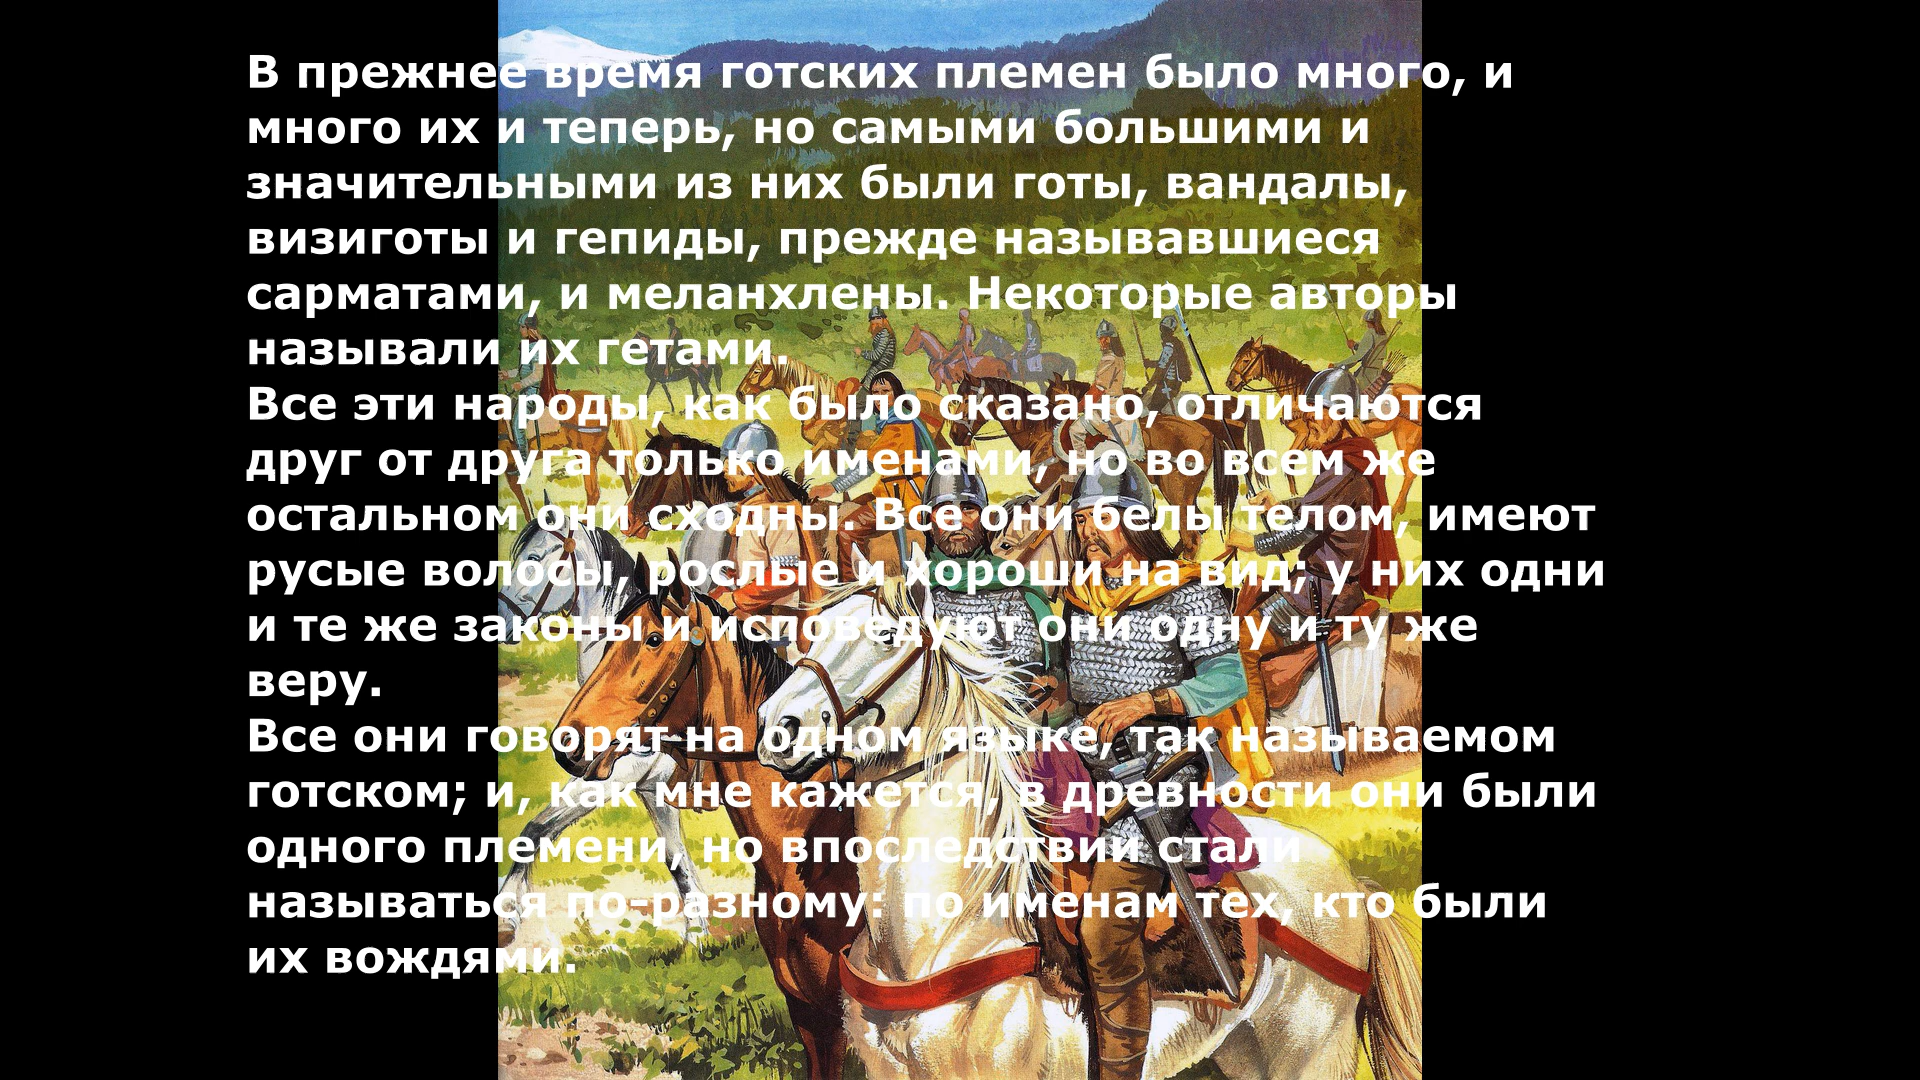 В прежнее время готских племен было много, и
много их и теперь, но самыми большими и
значительными из них были готы, вандалы,
визиготы и гепиды, прежде называвшиеся
сарматами, и меланхлены. Некоторые авторы
называли их гетами.
Все эти народы, как было сказано, отличаются
друг от друга только именами, но во всем же
остальном они сходны. Все они белы телом, имеют
русые волосы, рослые и хороши на вид; у них одни
и те же законы и исповедуют они одну и ту же
веру.
Все они говорят на одном языке, так называемом
готском; и, как мне кажется, в древности они были
одного племени, но впоследствии стали
называться по-разному: по именам тех, кто были
их вождями.